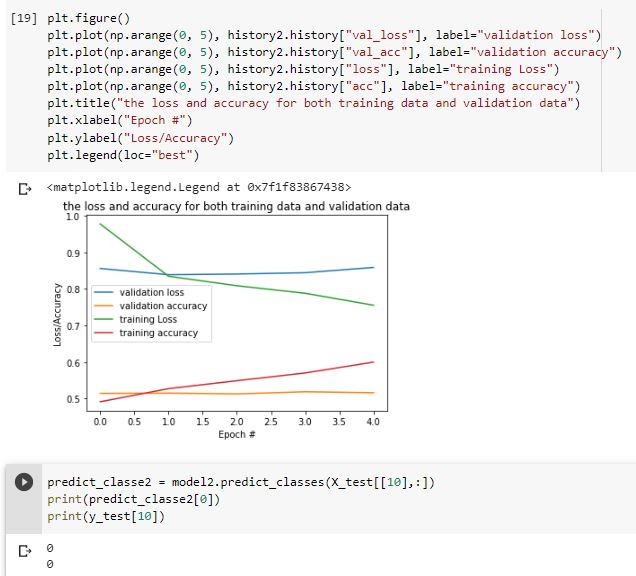 [19] plt.figure()
plt.plot(np.arange(0, 5), history2.history["val_loss"], label="validation loss")
plt.plot(np.arange(0, 5), history2.history["val_acc"], label="validation accuracy")
plt.plot(np.arange(0, 5), history2.history["loss"], label="training Loss")
plt.plot(np.arange(0, 5), history2.history["acc"], label="training accuracy")
plt.title("the loss and accuracy for both training data and validation data")
plt.xlabel("Epoch #")
plt.ylabel("Loss/Accuracy")
plt.legend(loc="best")
<matplotlib.legend.Legend at 0x7f1f83867438>
the loss and accuracy for both training data and validation data
1.0
0.9
0.8
0.7
0.6
0.5
Loss/Accuracy
validation loss
validation accuracy
training Loss
training accuracy
0.0 0.5 1.0 1.5 2.0 2.5 3.0 3.5 4.0
Epoch #
predict_classe2 = model2.predict_classes(X_test[[10],:])
print(predict_classe2[0])
print(y_test[10])
0
0